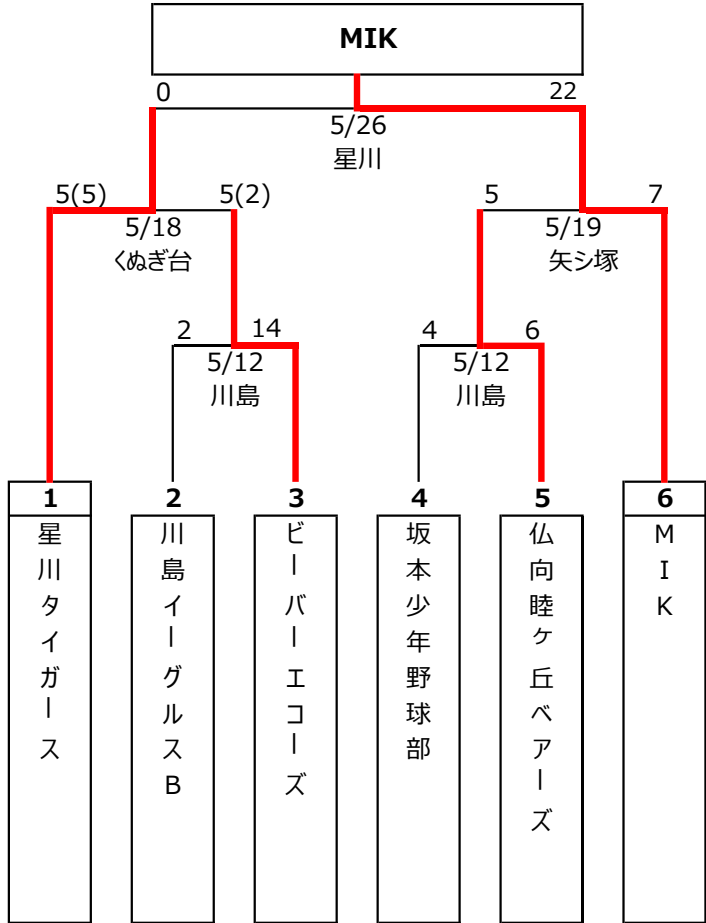 MIK
0
22
5/26
星川
5(5)
5(2)
5
7
5/18
くぬぎ台
5/19
矢シ塚
2
14
4
6
5/12
川島
5/12
川島
1
2
3
4
5
6
星川タイガース
川島イーグルスB
ビーバーエコーズ
坂本少年野球部
仏向睦ケ丘ベアーズ
MIK